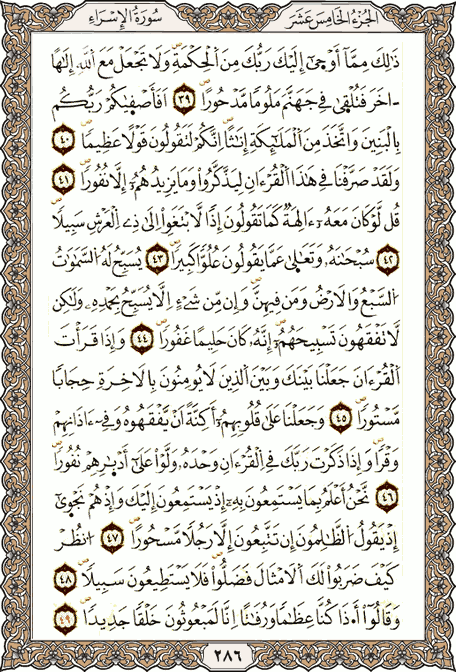 الجزء الخامس عشر
سورة الإسراء
ذَٰلِكَ مِمَّا أَوْحَىٰ إِلَيْكَ رَبُّكَ مِنَ ٱلْحِكْمَةِ وَلَا تَجْعَلْ مَعَ ٱللَّهِ إِلَٰهًا
ءَاخَرَ فَتُلْقَىٰ فِي جَهَنَّمَ مَلُومًا مَّدْحُورًا ٣٩ أَفَأَصْفَىٰكُمْ رَبُّكُم
بِٱلْبَنِينَ وَٱتَّخَذَ مِنَ ٱلْمَلَٰٓئِكَةِ إِنَٰثًا إِنَّكُمْ لَتَقُولُونَ قَوْلًا عَظِيمًا ٤٠
وَلَقَدْ صَرَّفْنَا فِي هَٰذَا ٱلْقُرْءَانِ لِيَذَّكَّرُوا۟ وَمَا يَزِيدُهُمُۥ إِلَّا نُفُورًا ٤١
قُل لَّوْ كَانَ مَعَهُۥ ءَالِهَةٌ كَمَا تَقُولُونَ إِذًا لَّٱبْتَغَوْا۟ إِلَىٰ ذِي ٱلْعَرْشِ سَبِيلًا
٤٢ سُبْحَٰنَهُۥ وَتَعَٰلَىٰ عَمَّا يَقُولُونَ عُلُوًّا كَبِيرًا ٤٣ يُسَبِّحُ لَهُ ٱلسَّمَٰوَٰتُ
ٱلسَّبْعُ وَٱلْأَرْضُ وَمَن فِيهِنَّ وَإِن مِّن شَيْءٍ إِلَّا يُسَبِّحُ بِحَمْدِهِۦ وَلَٰكِن
لَّا تَفْقَهُونَ تَسْبِيحَهُمُۥ إِنَّهُۥ كَانَ حَلِيمًا غَفُورًا ٤٤ وَإِذَا قَرَأْتَ
ٱلْقُرْءَانَ جَعَلْنَا بَيْنَكَ وَبَيْنَ ٱلَّذِينَ لَا يُؤْمِنُونَ بِٱلْأَخِرَةِ حِجَابًا
مَّسْتُورًا ٤٥ وَجَعَلْنَا عَلَىٰ قُلُوبِهِمُۥ أَكِنَّةً أَنْ يَّفْقَهُوهُ وَفِي ءَاذَانِهِمْ
وَقْرًا وَإِذَا ذَكَرْتَ رَبَّكَ فِي ٱلْقُرْءَانِ وَحْدَهُۥ وَلَّوْا۟ عَلَىٰ أَدْبَٰرِهِمْ نُفُورًا
٤٦ نَّحْنُ أَعْلَمُ بِمَا يَسْتَمِعُونَ بِهِۦ إِذْ يَسْتَمِعُونَ إِلَيْكَ وَإِذْ هُمْ نَجْوَىٰ
إِذْ يَقُولُ ٱلظَّٰلِمُونَ إِن تَتَّبِعُونَ إِلَّا رَجُلًا مَّسْحُورًا ٤٧ ٱنظُرْ
كَيْفَ ضَرَبُوا۟ لَكَ ٱلْأَمْثَالَ فَضَلُّوا۟ فَلَا يَسْتَطِيعُونَ سَبِيلًا ٤٨
وَقَالُوٓا۟ أَ۟ذَا كُنَّا عِظَٰمًا وَرُفَٰتًا إِنَّا لَمَبْعُوثُونَ خَلْقًا جَدِيدًا ٤٩
٢٨٦